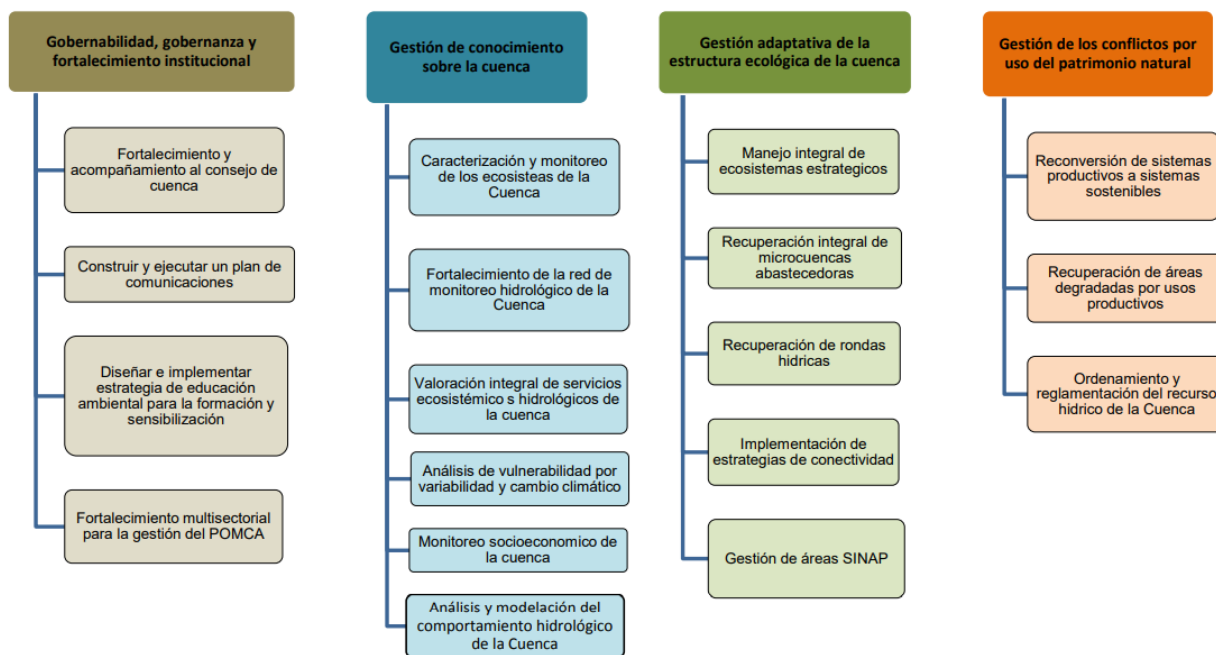 Gobernabilidad, gobernanza y
fortalecimiento institucional
Fortalecimiento y
acompañamiento al consejo de
cuenca
Construir y ejecutar un plan de
comunicaciones
Diseñar e implementar
estrategia de educación
ambiental para la formación y
sensibilización
Fortalecimiento multisectorial
para la gestión del POMCA
Gestión de conocimiento
sobre la cuenca
Caracterización y monitoreo
de los ecosisteas de la
Cuenca
Fortalecimiento de la red de
monitoreo hidrológico de la
Cuenca
Valoración integral de servicios
ecosistémico s hidrológicos de
la cuenca
Análisis de vulnerabilidad por
variabilidad y cambio climático
Monitoreo socioeconomico de
la cuenca
Análisis y modelación del
comportamiento hidrológico
de la Cuenca
Gestión adaptativa de la
estructura ecológica de la cuenca
Manejo integral de
ecosistemas estrategicos
Recuperación integral de
microcuencas
abastecedoras
Recuperación de rondas
hidricas
Implementación de
estrategias de conectividad
Gestión de áreas SINAP
Gestión de los conflictos por
uso del patrimonio natural
Reconversión de sistemas
productivos a sistemas
sostenibles
Recuperación de áreas
degradadas por usos
productivos
Ordenamiento y
reglamentación del recurso
hidrico de la Cuenca